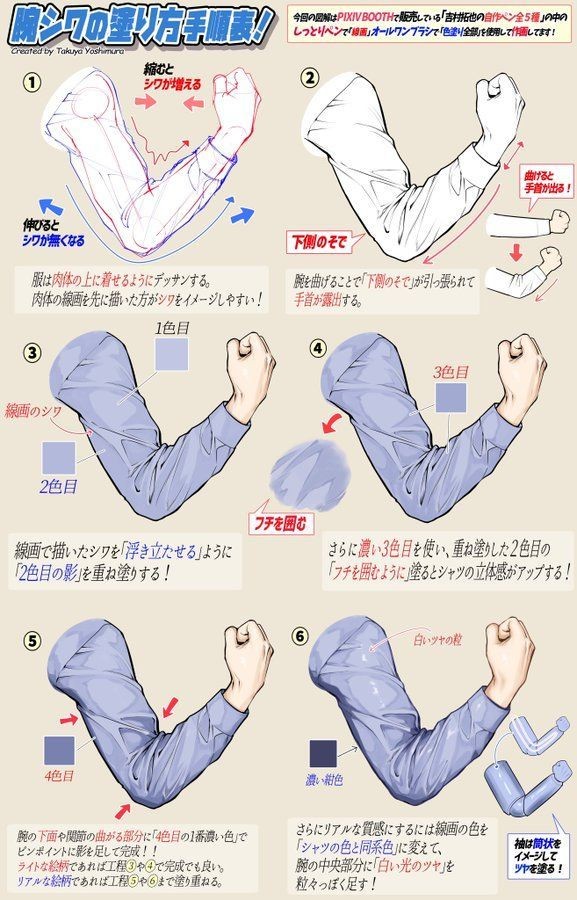 腕シワの塗り方手順表！
Created by Takuya Yoshimura
今回の図解はPIXIV BOOTHで販売している「吉村拓也の自作ペン全5種」の中の
しっとりペンで「線画」オールワンブラシで「色塗り全部」を使用して作画してます！
①
縮むと
シワが増える
伸びると
シワが無くなる
服は肉体の上に着せるようにデッサンする。
肉体の線画を先に描いた方がシワをイメージしやすい！
②
曲げると
手首が出る！
下側のそで
腕を曲げることで「下側のそで」が引っ張られて
手首が露出する。
③
1色目
線画のシワ
2色目
線画で描いたシワを「浮き立たせる」ように
「2色目の影」を重ね塗りする！
④
3色目
フチを囲む
さらに濃い3色目を使い、重ね塗りした2色目の
「フチを囲むように」塗るとシャツの立体感がアップする！
⑤
4色目
腕の下面や関節の曲がる部分に「4色目の1番濃い色」で
ピンポイントに影を足して完成！！
ライトな絵柄であれば工程③や④で完成でも良い。
リアルな絵柄であれば工程⑤や⑥まで塗り重ねる。
⑥
白いツヤの粒
濃い紺色
さらにリアルな質感にするには線画の色を
「シャツの色と同系色」に変えて、
腕の中央部分に「白い光のツヤ」を
粒々っぽく足す！
袖は筒状を
イメージして
ツヤを塗る！